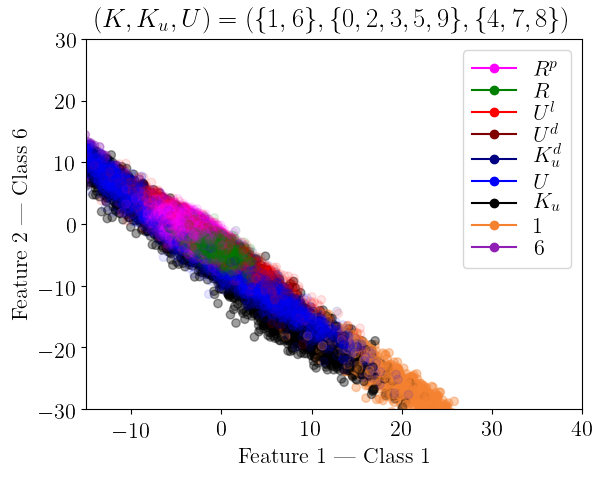 (K, K_u, U) = ({1, 6}, {0, 2, 3, 5, 9}, {4, 7, 8})
30
20
10
0
−10
−20
−30
Feature 2 — Class 6
R^p
R
U^l
U^d
K_u^d
U
K_u
1
6
−10
0
10
20
30
40
Feature 1 — Class 1